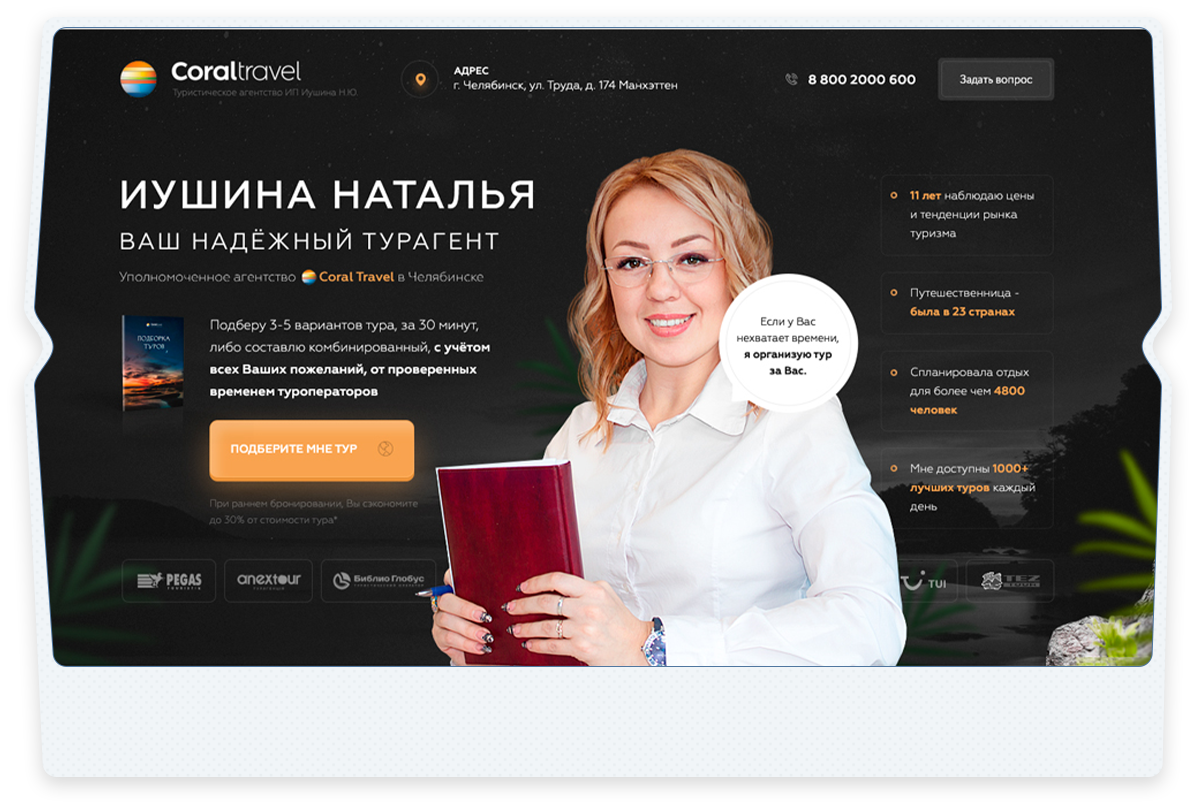 Coraltravel
Туристическое агентство ИП Иушина Н.Ю.
АДРЕС
г. Челябинск, ул. Труда, д. 174 Манхэттен
8 800 2000 600
Задать вопрос
ИУШИНА НАТАЛЬЯ
ВАШ НАДЁЖНЫЙ ТУРАГЕНТ
Уполномоченное агентство Coral Travel в Челябинске
ПОДБОРКА
ТУРОВ
Подберу 3-5 вариантов тура, за 30 минут,
либо составлю комбинированный, с учётом
всех Ваших пожеланий, от проверенных
временем туроператоров
ПОДБЕРИТЕ МНЕ ТУР
При раннем бронировании, Вы сэкономите
до 30% от стоимости тура*
Если у Вас
нехватает времени,
я организую тур
за Вас.
11 лет наблюдаю цены
и тенденции рынка
туризма
Путешественница -
была в 23 странах
Спланировала отдых
для более чем 4800
человек
Мне доступны 1000+
лучших туров каждый
день
PEGAS
TOURISTIK
anextour
Библио Глобус
TUI
TEZ
TOUR